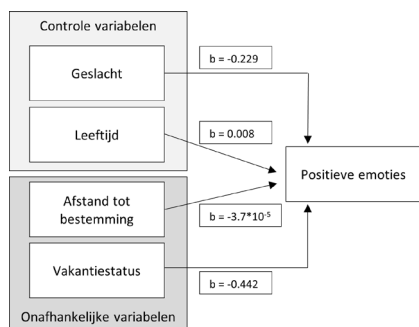 Controle variabelen
Geslacht
b = -0.229
Leeftijd
b = 0.008
Positieve emoties
Afstand tot
bestemming
b = -3.7*10-5
Vakantiestatus
b = -0.442
Onafhankelijke variabelen